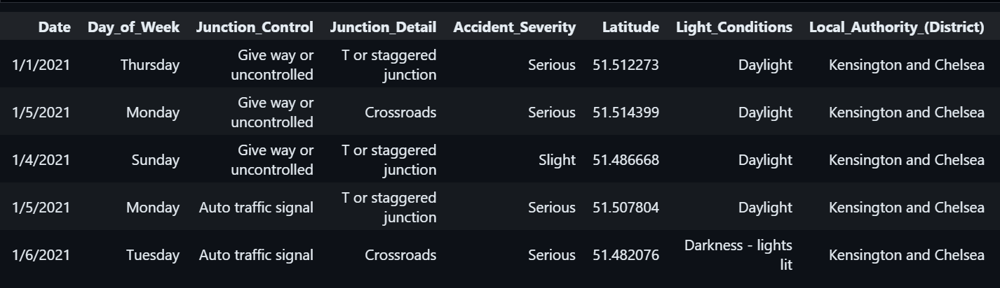 Date Day_of_Week Junction_Control Junction_Detail Accident_Severity Latitude Light_Conditions Local_Authority_(District)
1/1/2021 Thursday Give way or uncontrolled T or staggered junction Serious 51.512273 Daylight Kensington and Chelsea
1/5/2021 Monday Give way or uncontrolled Crossroads Serious 51.514399 Daylight Kensington and Chelsea
1/4/2021 Sunday Give way or uncontrolled T or staggered junction Slight 51.486668 Daylight Kensington and Chelsea
1/5/2021 Monday Auto traffic signal T or staggered junction Serious 51.507804 Daylight Kensington and Chelsea
1/6/2021 Tuesday Auto traffic signal Crossroads Serious 51.482076 Darkness - lights lit Kensington and Chelsea